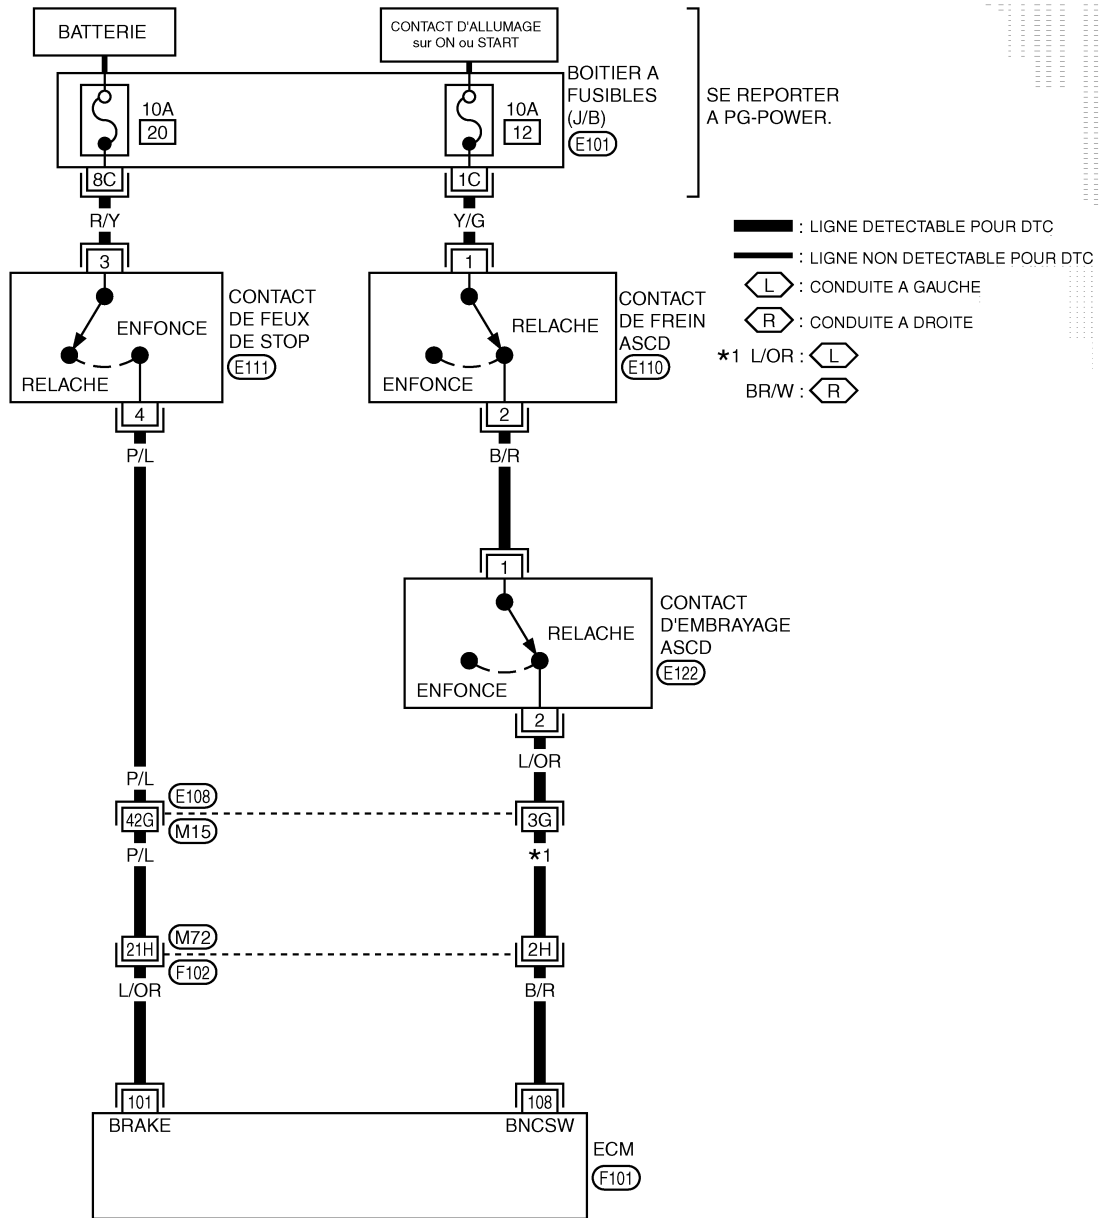 BATTERIE
CONTACT D'ALLUMAGE
sur ON ou START
BOITIER A
FUSIBLES
(J/B)
E101
10A
20
10A
12
SE REPORTER
A PG-POWER.
8C
1C
R/Y
Y/G
3
1
: LIGNE DETECTABLE POUR DTC
: LIGNE NON DETECTABLE POUR DTC
L : CONDUITE A GAUCHE
R : CONDUITE A DROITE
*1 L/OR : L
BR/W : R
ENFONCE
RELACHE
CONTACT
DE FEUX
DE STOP
E111
RELACHE
ENFONCE
CONTACT
DE FREIN
ASCD
E110
4
2
P/L
B/R
1
RELACHE
ENFONCE
CONTACT
D'EMBRAYAGE
ASCD
E122
2
L/OR
P/L
E108
42G
M15
3G
P/L
*1
M72
21H
F102
2H
L/OR
B/R
101
108
BRAKE
BNCSW
ECM
F101